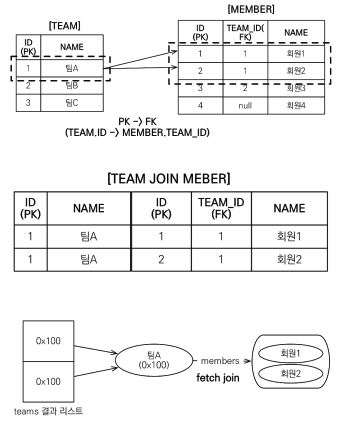 [TEAM]
ID (PK) NAME
1 팀A
2 팀B
3 팀C
[MEMBER]
ID (PK) TEAM_ID( FK) NAME
1 1 회원1
2 1 회원2
3 2 회원3
4 null 회원4
PK -> FK
(TEAM.ID -> MEMBER.TEAM_ID)
[TEAM JOIN MEBER]
ID (PK) NAME ID (PK) TEAM_ID (FK) NAME
1 팀A 1 1 회원1
1 팀A 2 1 회원2
0x100
0x100
teams 결과 리스트
팀A
(0x100)
members
fetch join
회원1
회원2